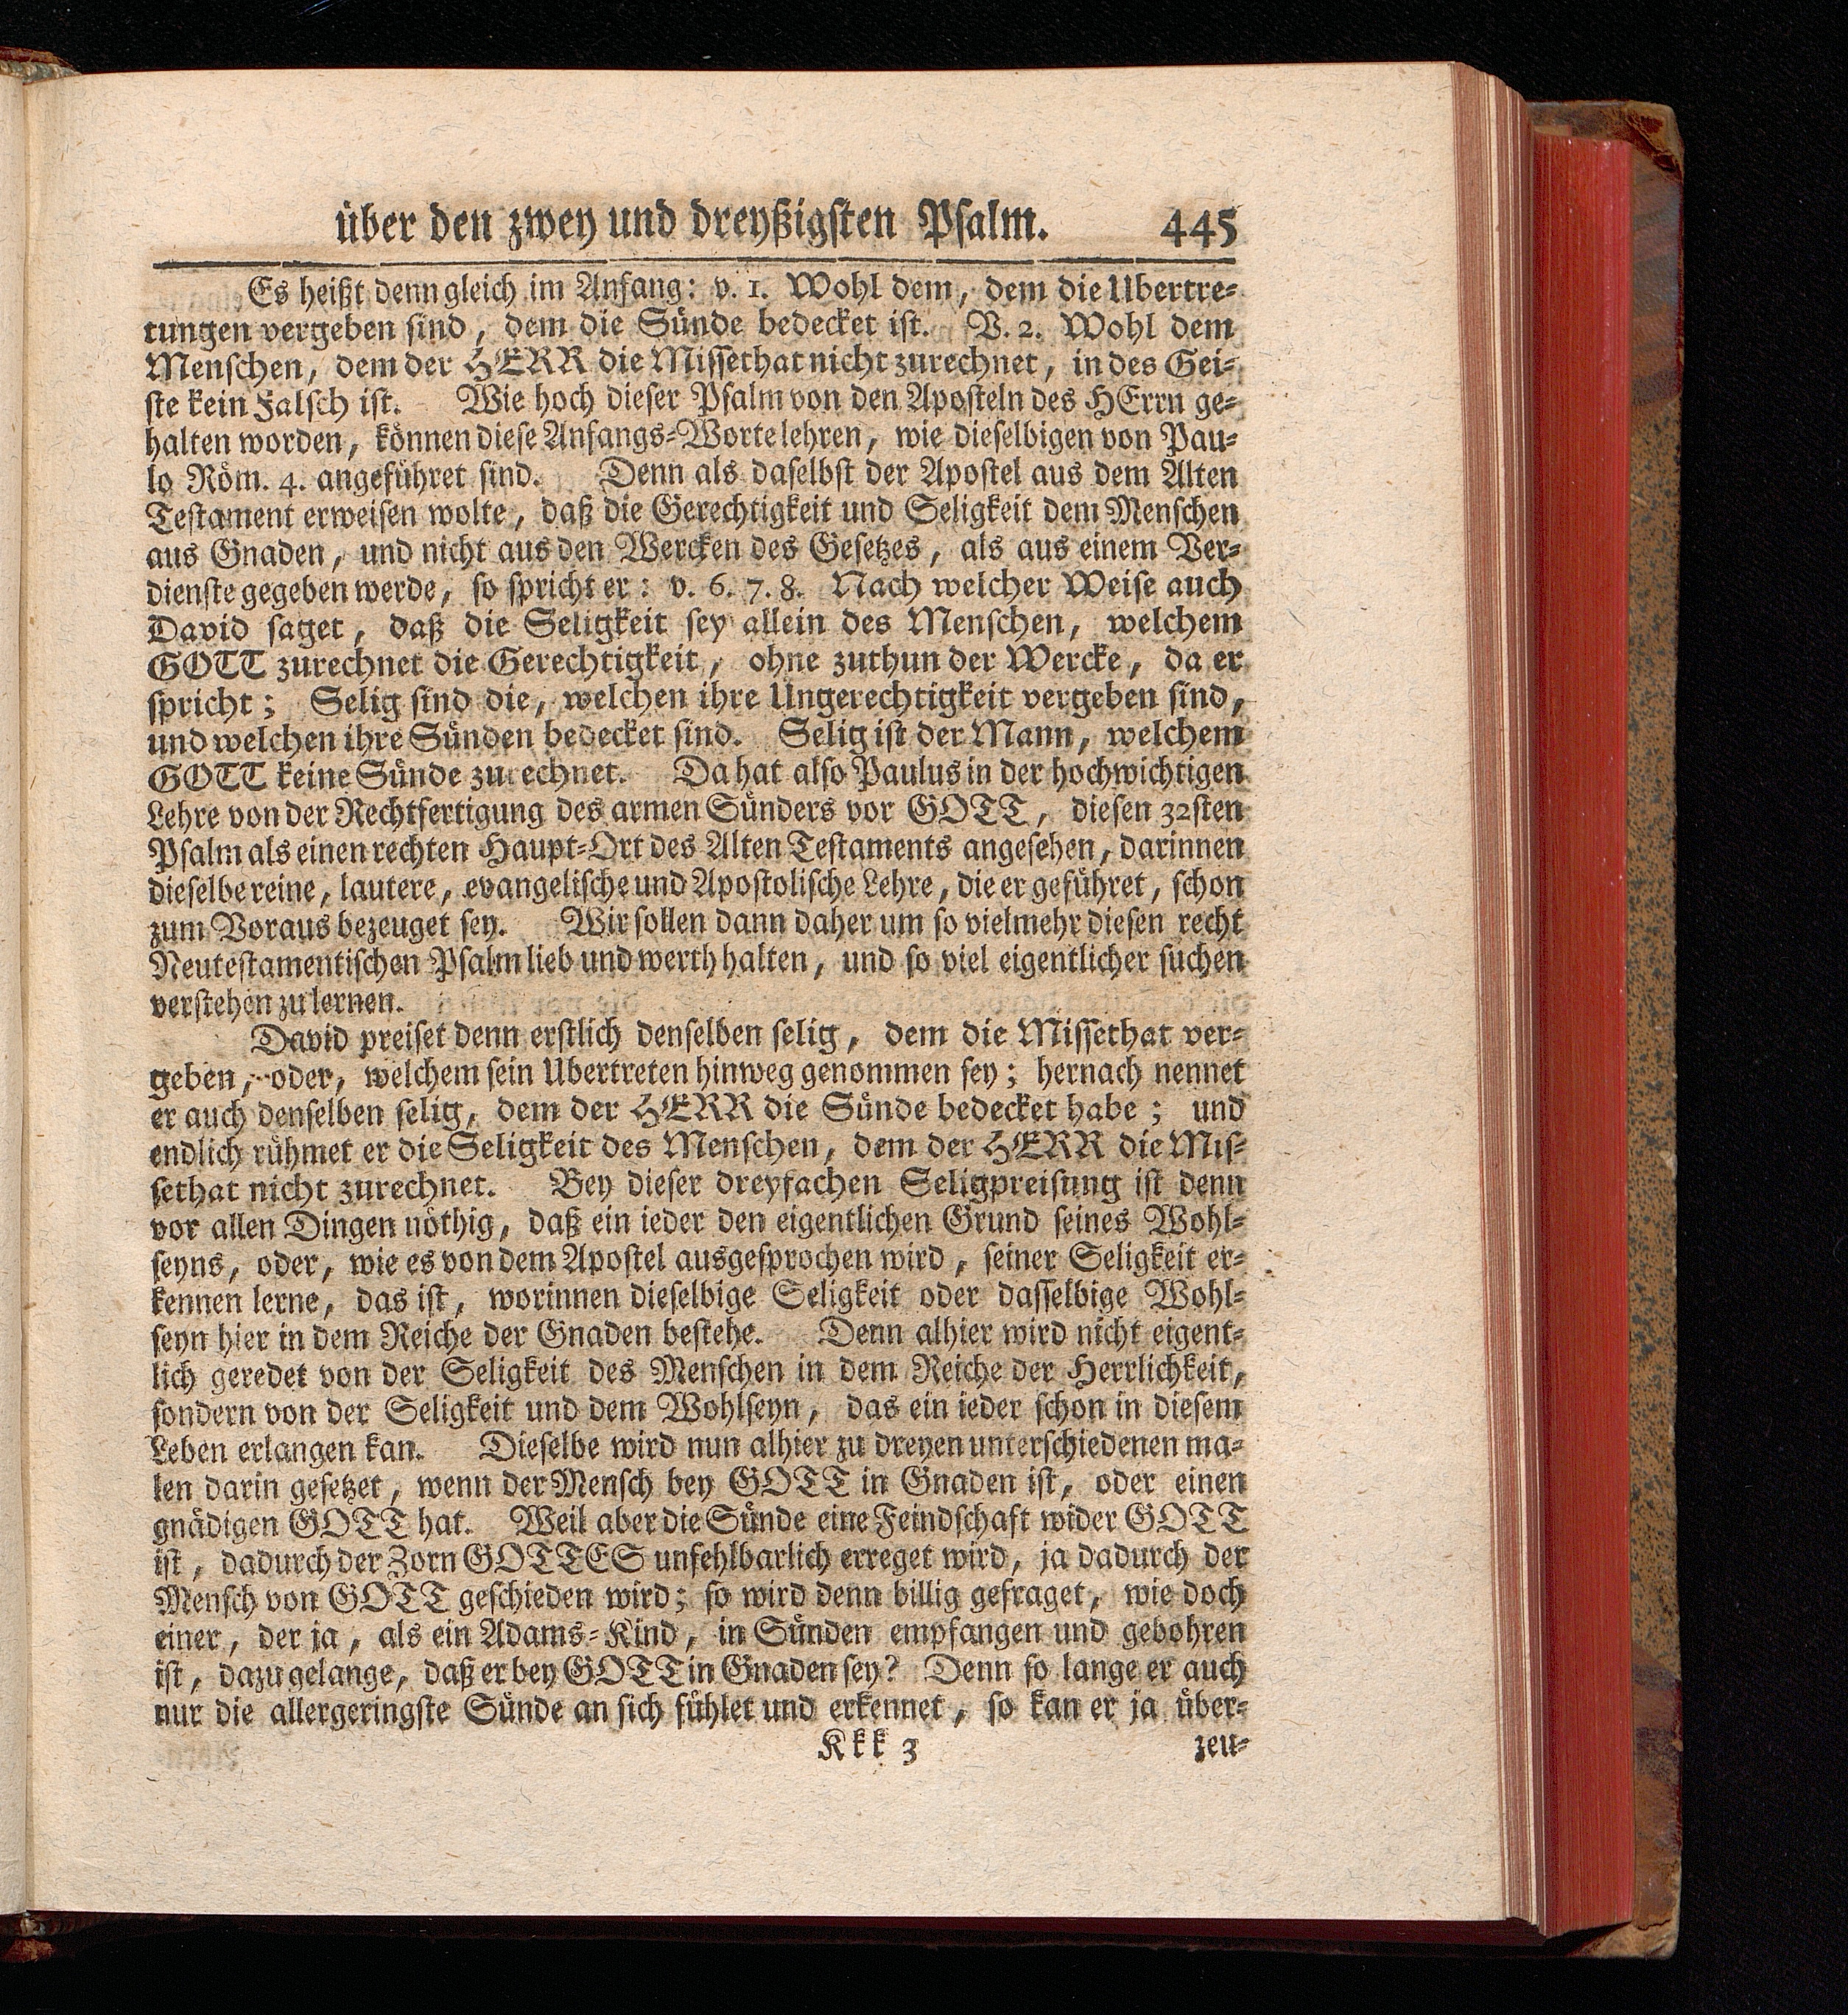 über den zwey und dreyßigsten Psalm. 445
Es heißt denn gleich im Anfang: v. 1. Wohl dem, dem die Ubertre-
tungen vergeben sind, dem die Sünde bedecket ist. V. 2. Wohl dem
Menschen, dem der HERR die Missethat nicht zurechnet, in des Gei-
ste kein Falsch ist. Wie hoch dieser Psalm von den Aposteln des HErrn ge-
halten worden, können diese Anfangs-Worte lehren, wie dieselbigen von Pau-
lo Röm. 4. angeführet sind. Denn als daselbst der Apostel aus dem Alten
Testament erweisen wolte, daß die Gerechtigkeit und Seligkeit dem Menschen
aus Gnaden, und nicht aus den Wercken des Gesetzes, als aus einem Ver-
dienste gegeben werde, so spricht er: v. 6. 7. 8. Nach welcher Weise auch
David saget, daß die Seligkeit sey allein des Menschen, welchem
GOTT zurechnet die Gerechtigkeit, ohne zuthun der Wercke, da er
spricht; Selig sind die, welchen ihre Ungerechtigkeit vergeben sind,
und welchen ihre Sünden bedecket sind. Selig ist der Mann, welchem
GOTT keine Sünde zurechnet. Da hat also Paulus in der hochwichtigen
Lehre von der Rechtfertigung des armen Sünders vor GOTT, diesen 32sten
Psalm als einen rechten Haupt-Ort des Alten Testaments angesehen, darinnen
dieselbe reine, lautere, evangelische und Apostolische Lehre, die er geführet, schon
zum Voraus bezeuget sey. Wir sollen dann daher um so vielmehr diesen recht
Neutestamentischen Psalm lieb und werth halten, und so viel eigentlicher suchen
verstehen zu lernen.
David preiset denn erstlich denselben selig, dem die Missethat ver-
geben, oder, welchem sein Ubertreten hinweg genommen sey; hernach nennet
er auch denselben selig, dem der HERR die Sünde bedecket habe; und
endlich rühmet er die Seligkeit des Menschen, dem der HERR die Mis-
sethat nicht zurechnet. Bey dieser dreyfachen Seligpreisung ist denn
vor allen Dingen nöthig, daß ein ieder den eigentlichen Grund seines Wohl-
seyns, oder, wie es von dem Apostel ausgesprochen wird, seiner Seligkeit er-
kennen lerne, das ist, worinnen dieselbige Seligkeit oder dasselbige Wohl-
seyn hier in dem Reiche der Gnaden bestehe. Denn alhier wird nicht eigent-
lich geredet von der Seligkeit des Menschen in dem Reiche der Herrlichkeit,
sondern von der Seligkeit und dem Wohlseyn, das ein ieder schon in diesem
Leben erlangen kan. Dieselbe wird nun alhier zu dreyen unterschiedenen ma-
len darin gesetzet, wenn der Mensch bey GOTT in Gnaden ist, oder einen
gnädigen GOTT hat. Weil aber die Sünde eine Feindschaft wider GOTT
ist, dadurch der Zorn GOTTES unfehlbarlich erreget wird, ja dadurch der
Mensch von GOTT geschieden wird; so wird denn billig gefraget, wie doch
einer, der ja, als ein Adams-Kind, in Sünden empfangen und gebohren
ist, dazu gelange, daß er bey GOTT in Gnaden sey? Denn so lange er auch
nur die allergeringste Sünde an sich fühlet und erkennet, so kan er ja über-
Kkk 3 zeu-